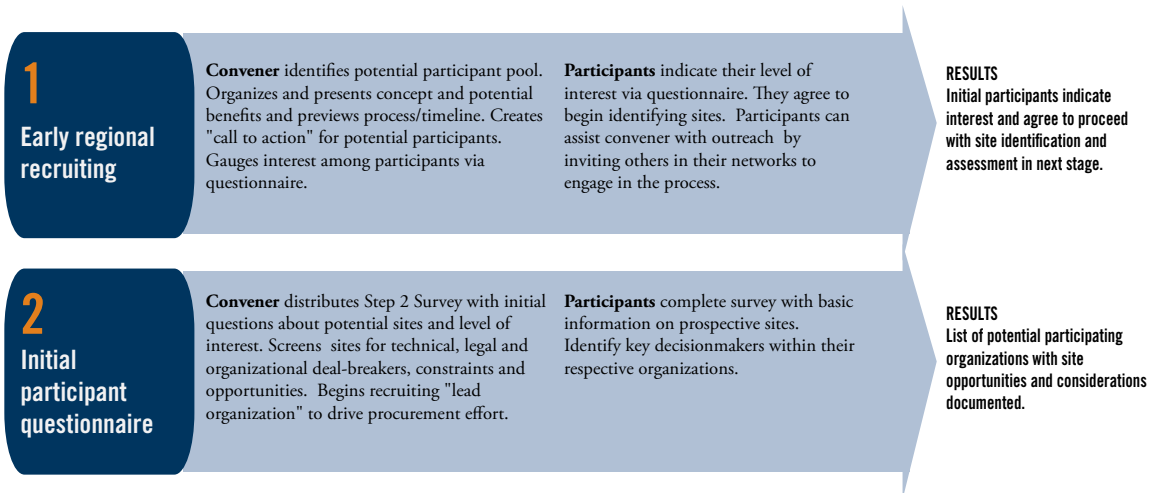 1
Early regional
recruiting
Convener identifies potential participant pool.
Organizes and presents concept and potential
benefits and previews process/timeline. Creates
"call to action" for potential participants.
Gauges interest among participants via
questionnaire.
Participants indicate their level of
interest via questionnaire. They agree to
begin identifying sites. Participants can
assist convener with outreach by
inviting others in their networks to
engage in the process.
RESULTS
Initial participants indicate
interest and agree to proceed
with site identification and
assessment in next stage.
2
Initial
participant
questionnaire
Convener distributes Step 2 Survey with initial
questions about potential sites and level of
interest. Screens sites for technical, legal and
organizational deal-breakers, constraints and
opportunities. Begins recruiting "lead
organization" to drive procurement effort.
Participants complete survey with basic
information on prospective sites.
Identify key decisionmakers within their
respective organizations.
RESULTS
List of potential participating
organizations with site
opportunities and considerations
documented.